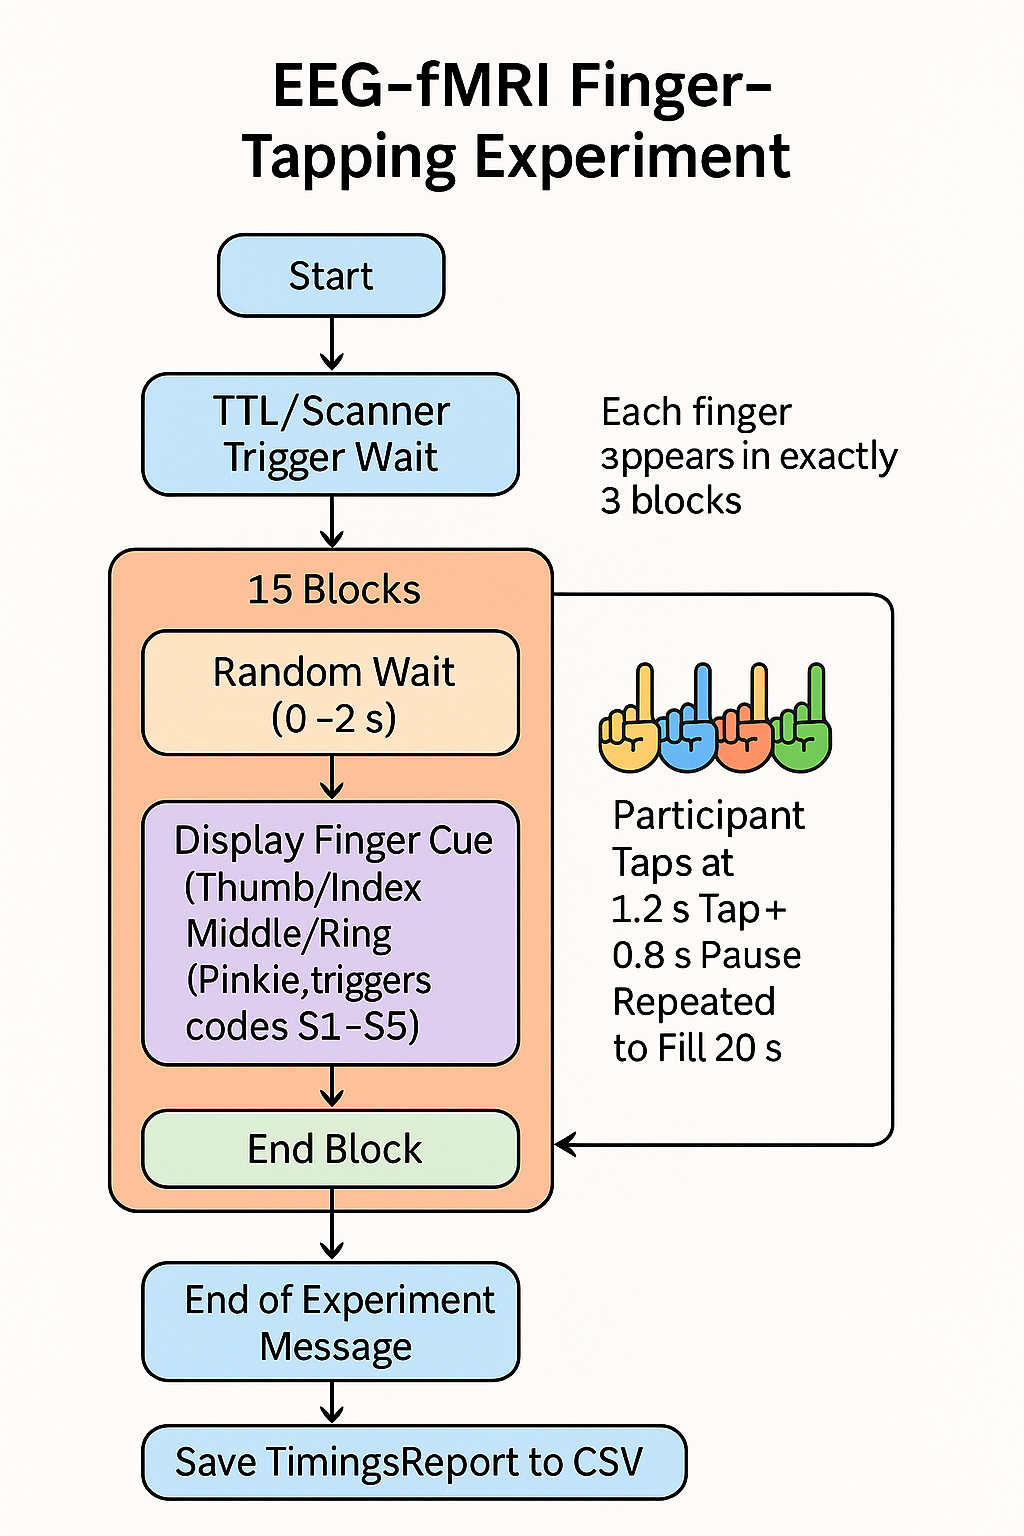 EEG–fMRI Finger–
Tapping Experiment
Start
TTL/Scanner
Trigger Wait
Each finger
3ppears in exactly
3 blocks
15 Blocks
Random Wait
(0 –2 s)
Display Finger Cue
(Thumb/Index
Middle/Ring
(Pinkie,triggers
codes S1–S5)
End Block
Participant
Taps at
1.2 s Tap+
0.8 s Pause
Repeated
to Fill 20 s
End of Experiment
Message
Save TimingsReport to CSV